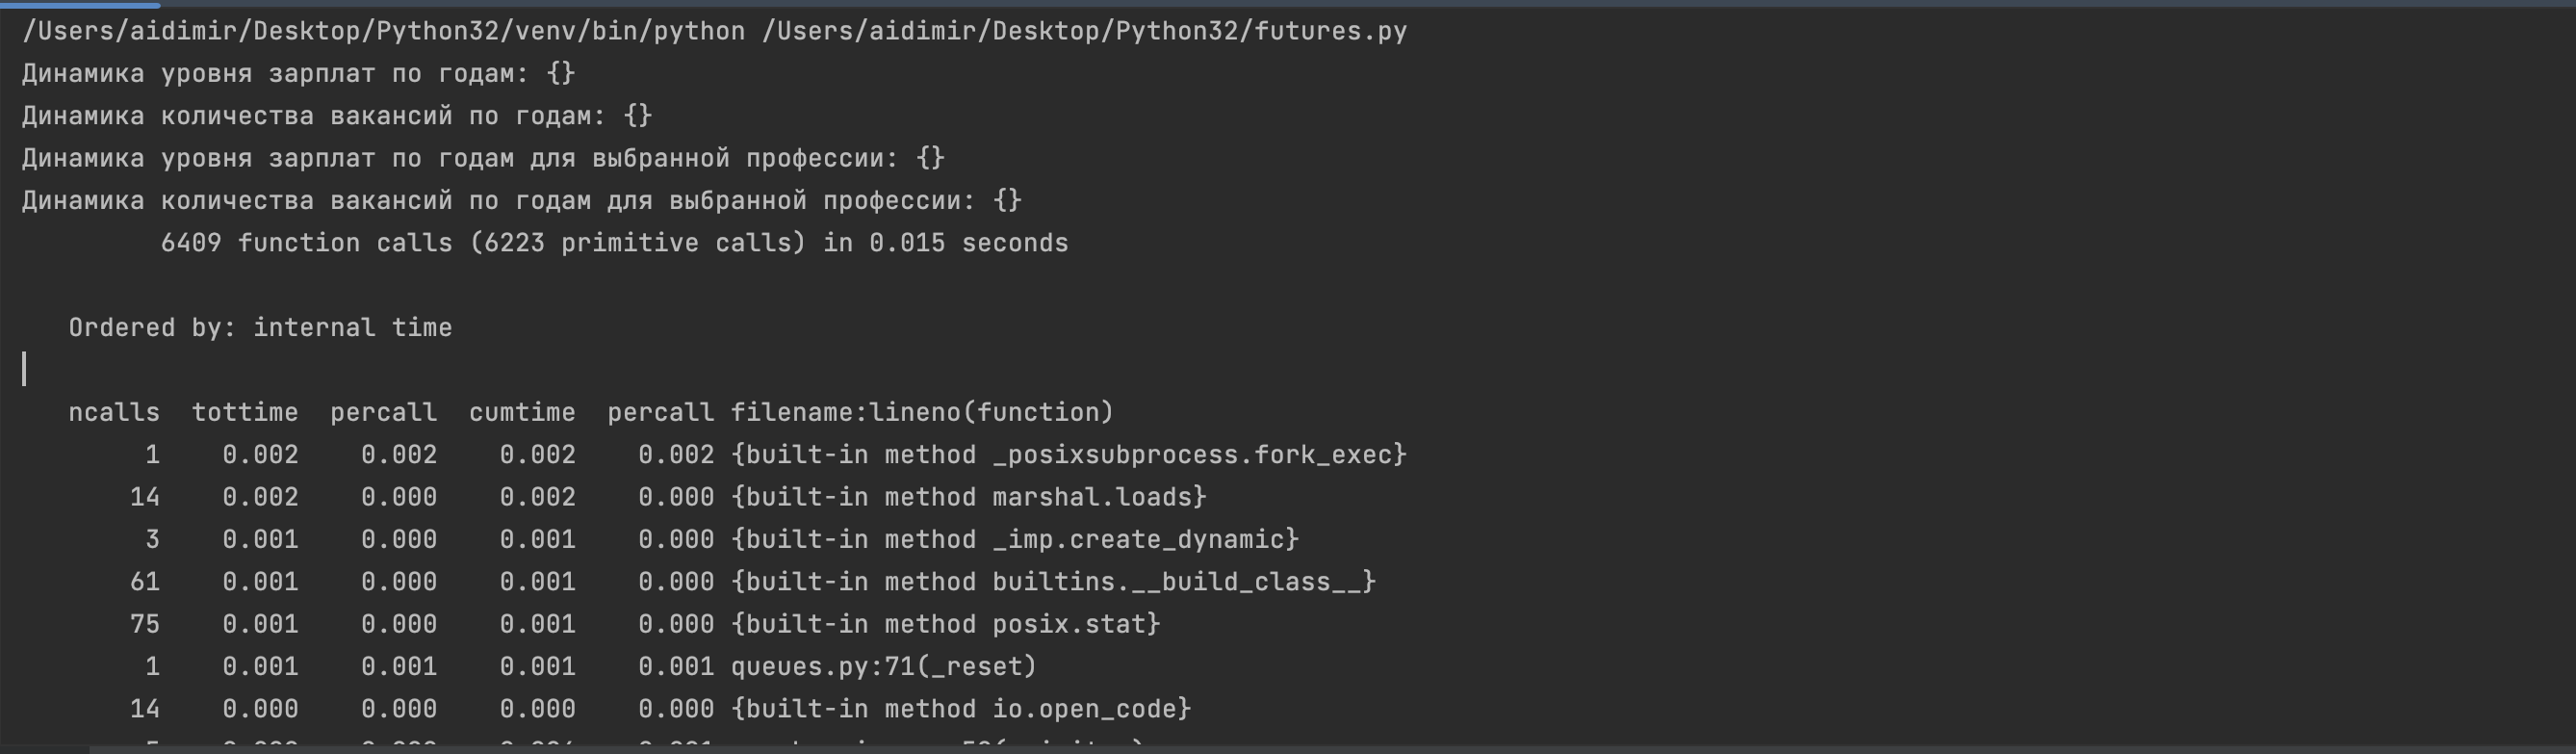 /Users/aidimir/Desktop/Python32/venv/bin/python /Users/aidimir/Desktop/Python32/futures.py
Динамика уровня зарплат по годам: {}
Динамика количества вакансий по годам: {}
Динамика уровня зарплат по годам для выбранной профессии: {}
Динамика количества вакансий по годам для выбранной профессии: {}
6409 function calls (6223 primitive calls) in 0.015 seconds
Ordered by: internal time
ncalls tottime percall cumtime percall filename:lineno(function)
1 0.002 0.002 0.002 0.002 {built-in method _posixsubprocess.fork_exec}
14 0.002 0.000 0.002 0.000 {built-in method marshal.loads}
3 0.001 0.000 0.001 0.000 {built-in method _imp.create_dynamic}
61 0.001 0.000 0.001 0.000 {built-in method builtins.__build_class__}
75 0.001 0.000 0.001 0.000 {built-in method posix.stat}
1 0.001 0.001 0.001 0.001 queues.py:71(_reset)
14 0.000 0.000 0.000 0.000 {built-in method io.open_code}